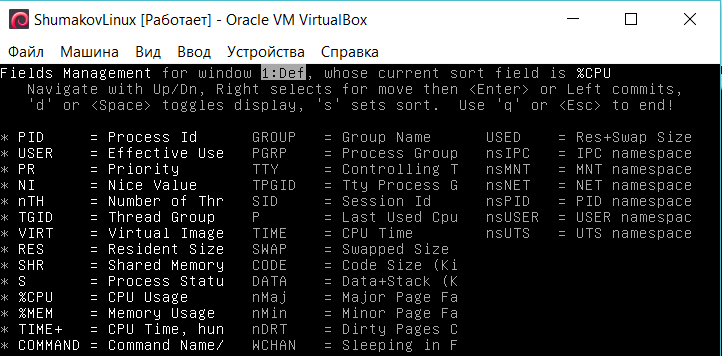 ShumakovLinux [Работает] - Oracle VM VirtualBox
Файл Машина Вид Ввод Устройства Справка
Fields Management for window 1:Def, whose current sort field is %CPU
Navigate with Up/Dn, Right selects for move then <Enter> or Left commits,
'd' or <Space> toggles display, 's' sets sort. Use 'q' or <Esc> to end!
* PID = Process Id GROUP = Group Name USED = Res+Swap Size
* USER = Effective Use PGRP = Process Group nsIPC = IPC namespace
* PR = Priority TTY = Controlling T nsMNT = MNT namespace
* NI = Nice Value TPGID = Tty Process G nsNET = NET namespace
* nTH = Number of Thr SID = Session Id nsPID = PID namespace
* TGID = Thread Group P = Last Used Cpu nsUSER = USER namespac
* VIRT = Virtual Image TIME = CPU Time nsUTS = UTS namespace
* RES = Resident Size SWAP = Swapped Size
* SHR = Shared Memory CODE = Code Size (Ki
* S = Process Statu DATA = Data+Stack (K
* %CPU = CPU Usage nMaj = Major Page Fa
* %MEM = Memory Usage nMin = Minor Page Fa
* TIME+ = CPU Time, hun nDRT = Dirty Pages C
* COMMAND = Command Name/ WCHAN = Sleeping in F